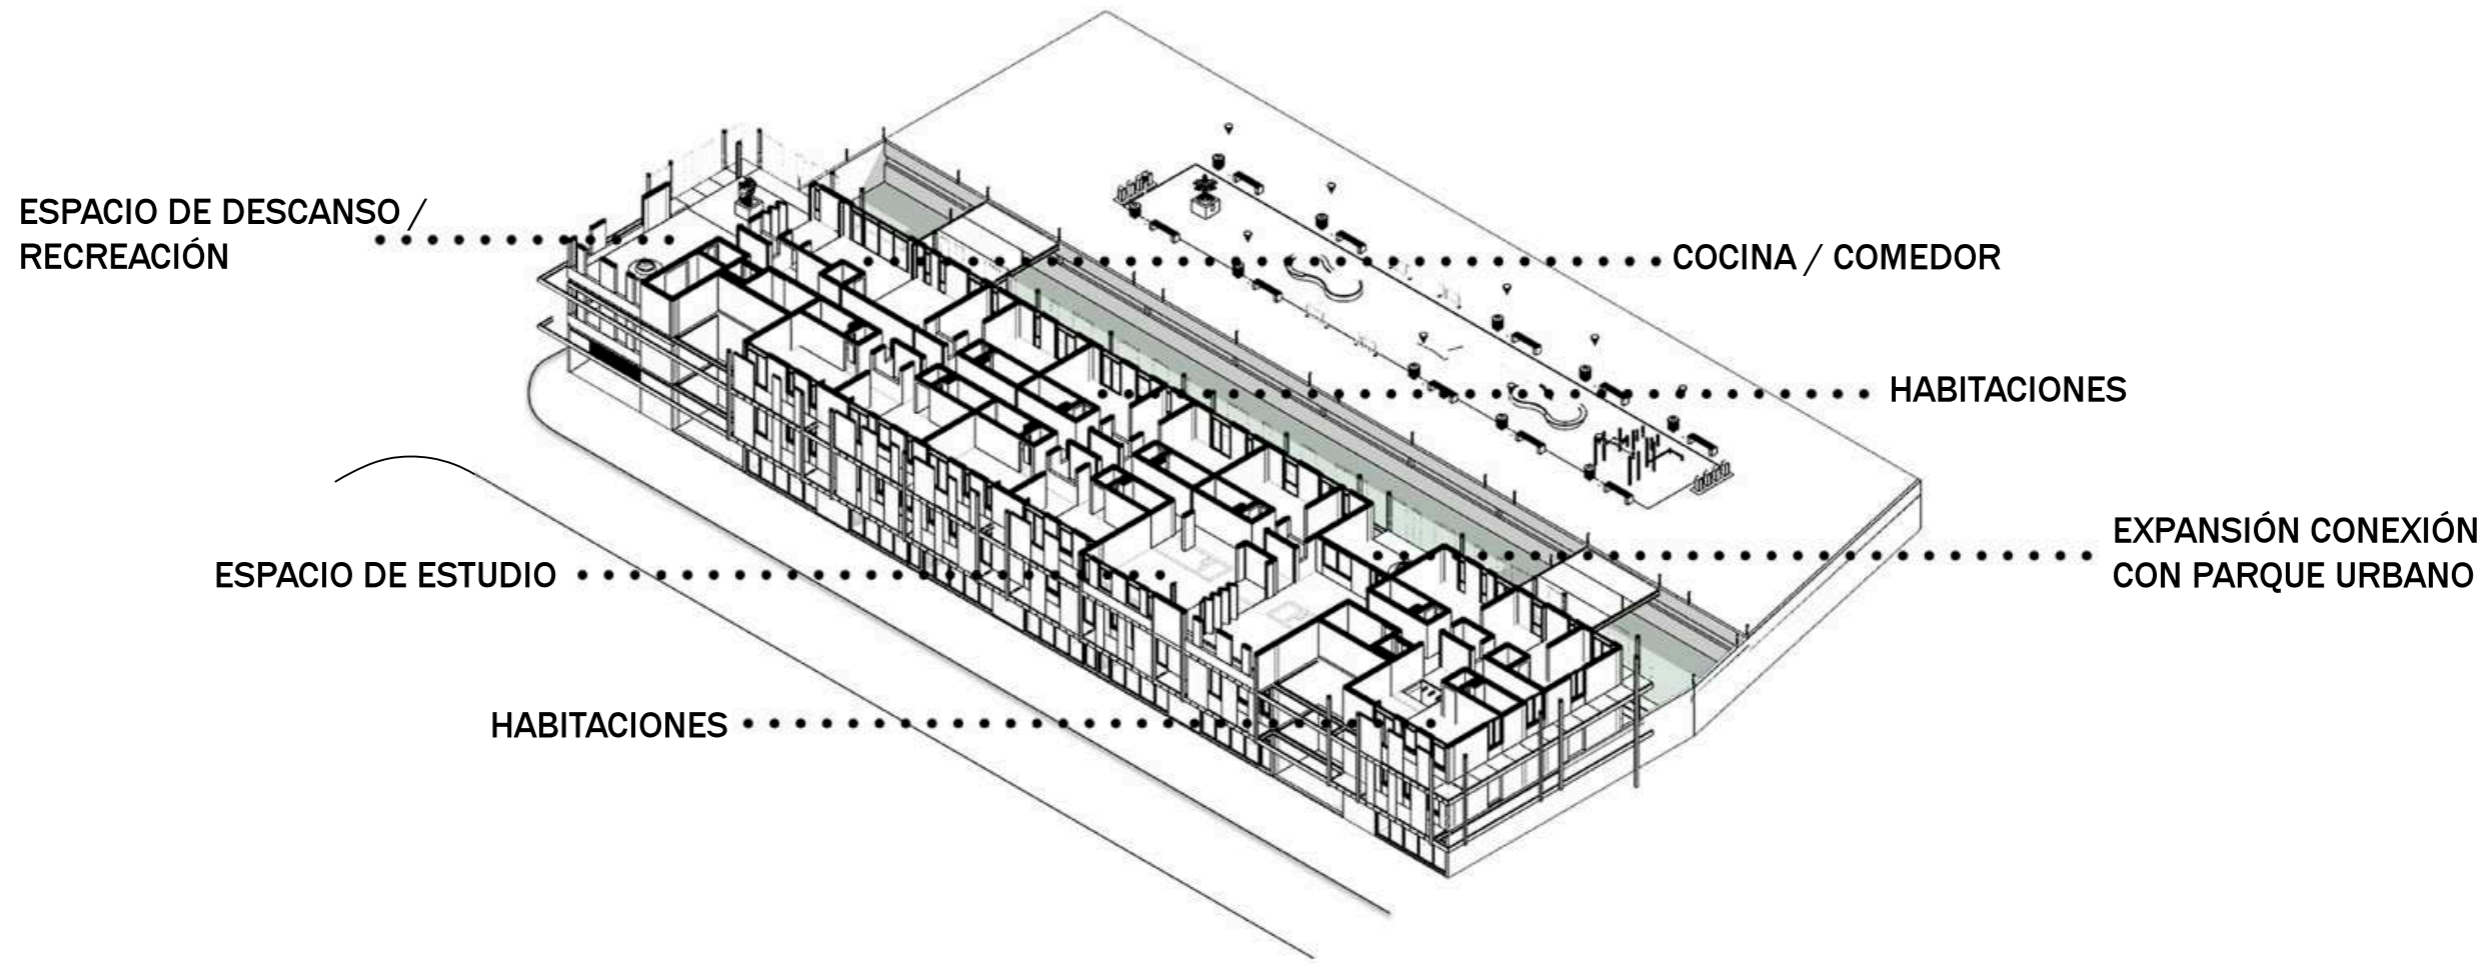 ESPACIO DE DESCANSO /
RECREACIÓN
COCINA / COMEDOR
HABITACIONES
EXPANSIÓN CONEXIÓN
CON PARQUE URBANO
ESPACIO DE ESTUDIO
HABITACIONES